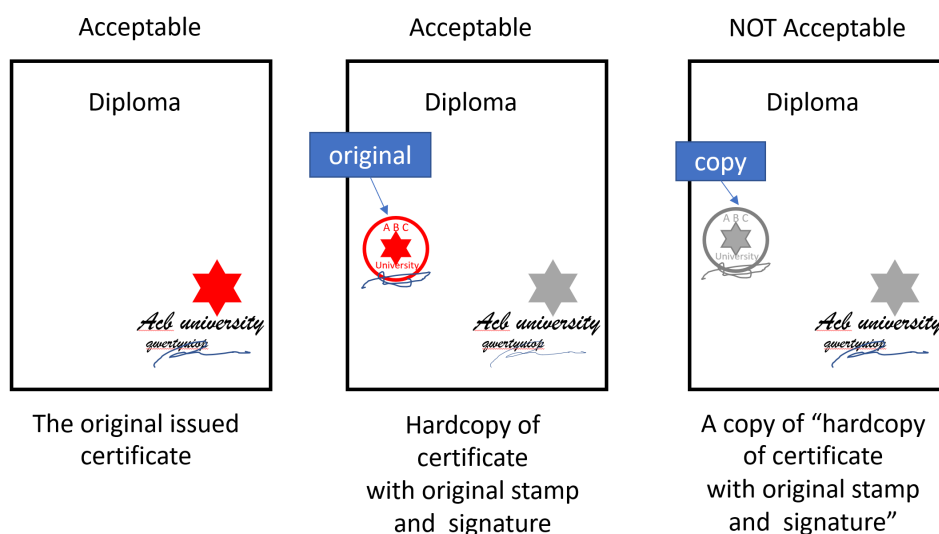 Acceptable
Diploma
Acb university
qwertyuiop
The original issued
certificate
Acceptable
Diploma
original
A B C
University
Acb university
qwertyuiop
Hardcopy of
certificate
with original stamp
and signature
NOT Acceptable
Diploma
copy
A B C
University
Acb university
qwertyuiop
A copy of “hardcopy
of certificate
with original stamp
and signature”